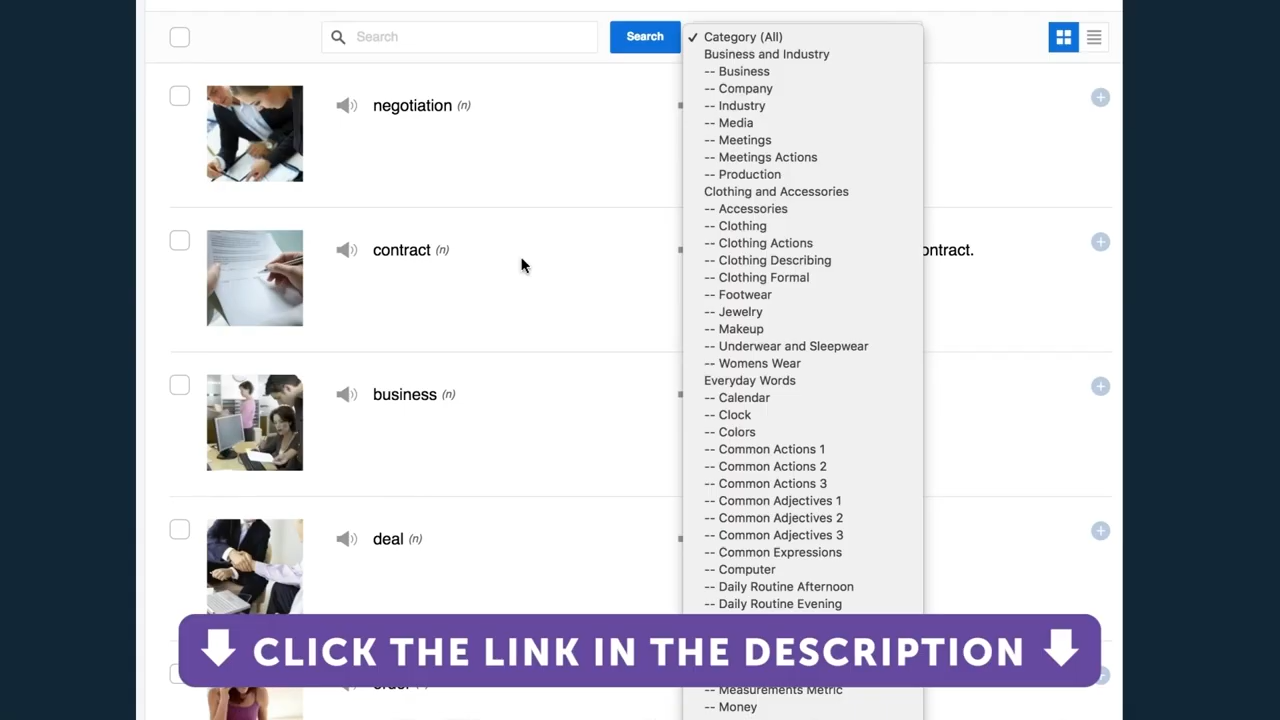 Search
Search
✓ Category (All)
Business and Industry
-- Business
-- Company
-- Industry
-- Media
-- Meetings
-- Meetings Actions
-- Production
Clothing and Accessories
-- Accessories
-- Clothing
-- Clothing Actions
-- Clothing Describing
-- Clothing Formal
-- Footwear
-- Jewelry
-- Makeup
-- Underwear and Sleepwear
-- Womens Wear
Everyday Words
-- Calendar
-- Clock
-- Colors
-- Common Actions 1
-- Common Actions 2
-- Common Actions 3
-- Common Adjectives 1
-- Common Adjectives 2
-- Common Adjectives 3
-- Common Expressions
-- Computer
-- Daily Routine Afternoon
-- Daily Routine Evening
-- Measurements Metric
-- Money
negotiation (n)
contract (n)
ontract.
business (n)
deal (n)
CLICK THE LINK IN THE DESCRIPTION